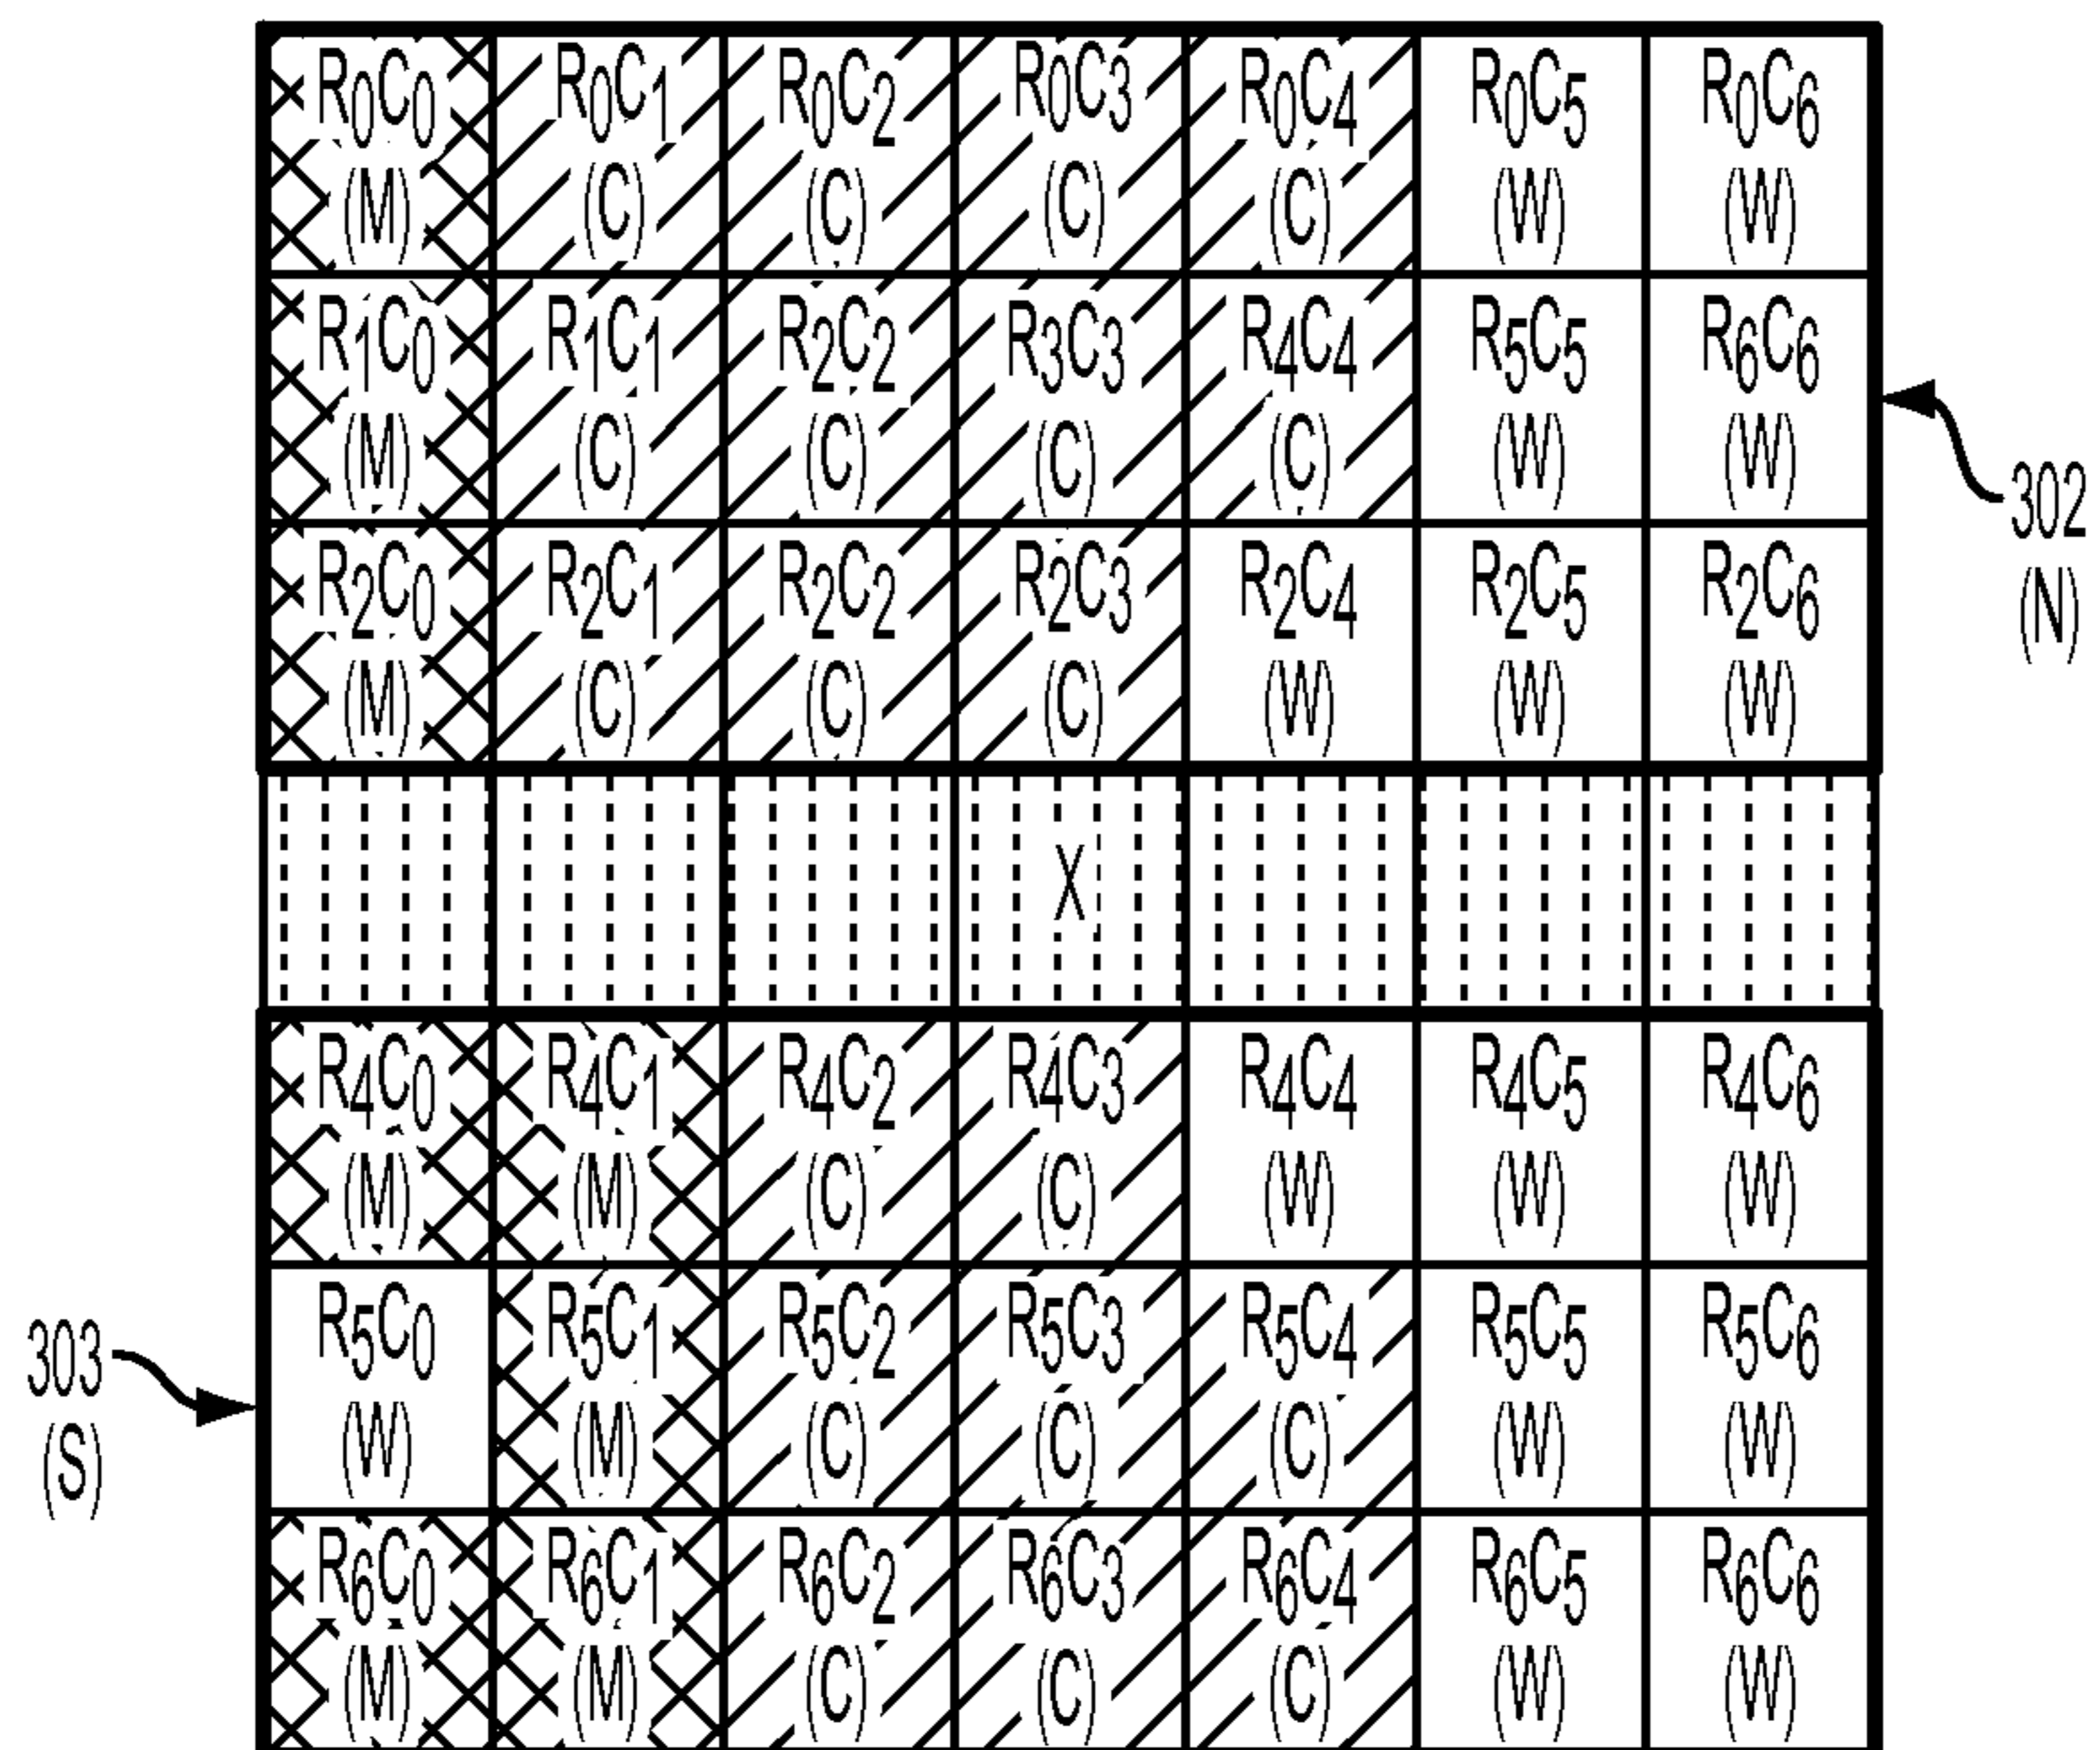 R0C0 R0C1 R0C2 R0C3 R0C4 R0C5 R0C6
(M) (C) (C) (C) (C) (W) (W)
R1C0 R1C1 R2C2 R3C3 R4C4 R5C5 R6C6
(M) (C) (C) (C) (C) (W) (W)
302
(N)
R2C0 R2C1 R2C2 R2C3 R2C4 R2C5 R2C6
(M) (C) (C) (C) (W) (W) (W)
X
R4C0 R4C1 R4C2 R4C3 R4C4 R4C5 R4C6
(M) (M) (C) (C) (W) (W) (W)
303
(S)
R5C0 R5C1 R5C2 R5C3 R5C4 R5C5 R5C6
(W) (M) (C) (C) (C) (W) (W)
R6C0 R6C1 R6C2 R6C3 R6C4 R6C5 R6C6
(M) (M) (C) (C) (C) (W) (W)